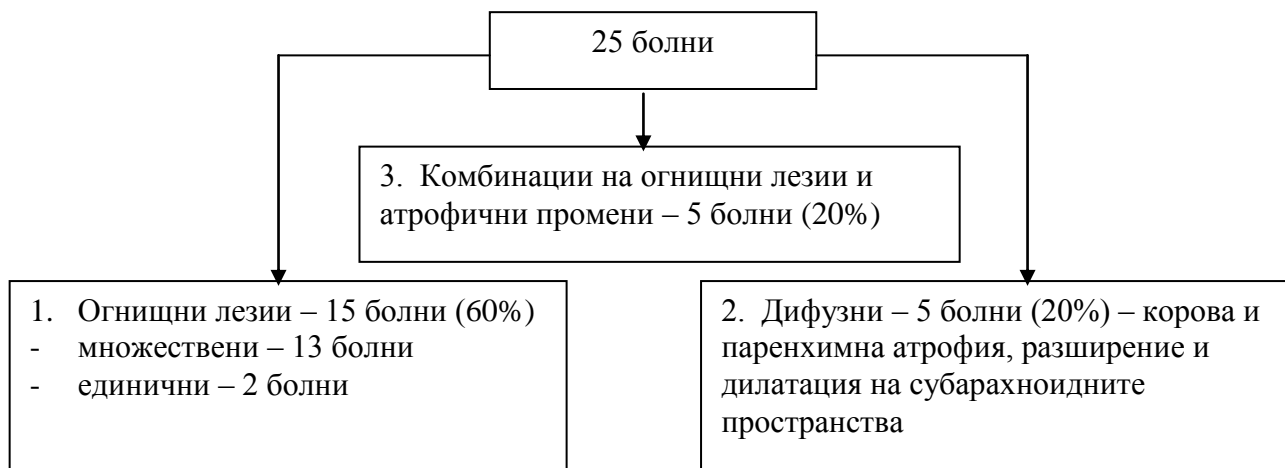 25 болни
3. Комбинации на огнищни лезии и
атрофични промени – 5 болни (20%)
1. Огнищни лезии – 15 болни (60%)
- множествени – 13 болни
- единични – 2 болни
2. Дифузни – 5 болни (20%) – корова и
паренхимна атрофия, разширение и
дилатация на субарахноидните
пространства